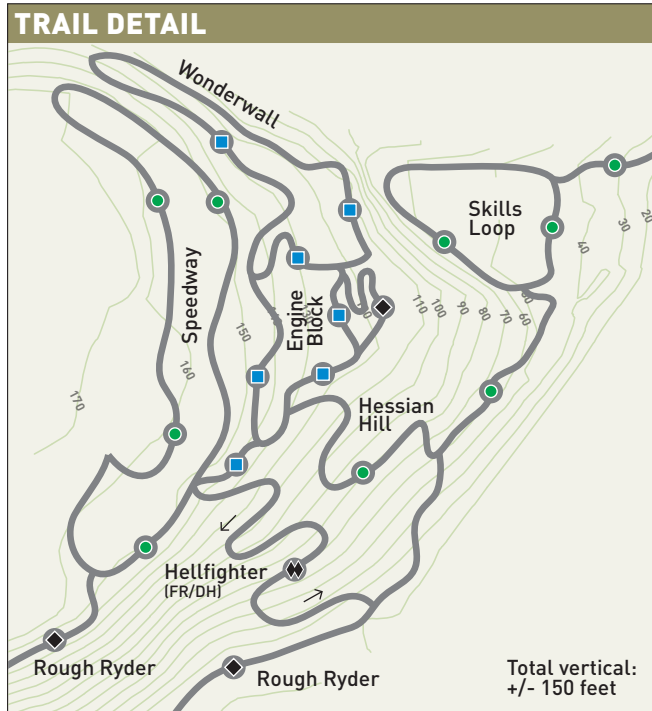 TRAIL DETAIL
Wonderwall
Skills
Loop
Speedway
Engine
Block
Hessian
Hill
Hellfighter
(FR/DH)
Rough Ryder
Rough Ryder
Total vertical:
+/- 150 feet
170
160
150
110
100
90
80
70
60
40
30
20